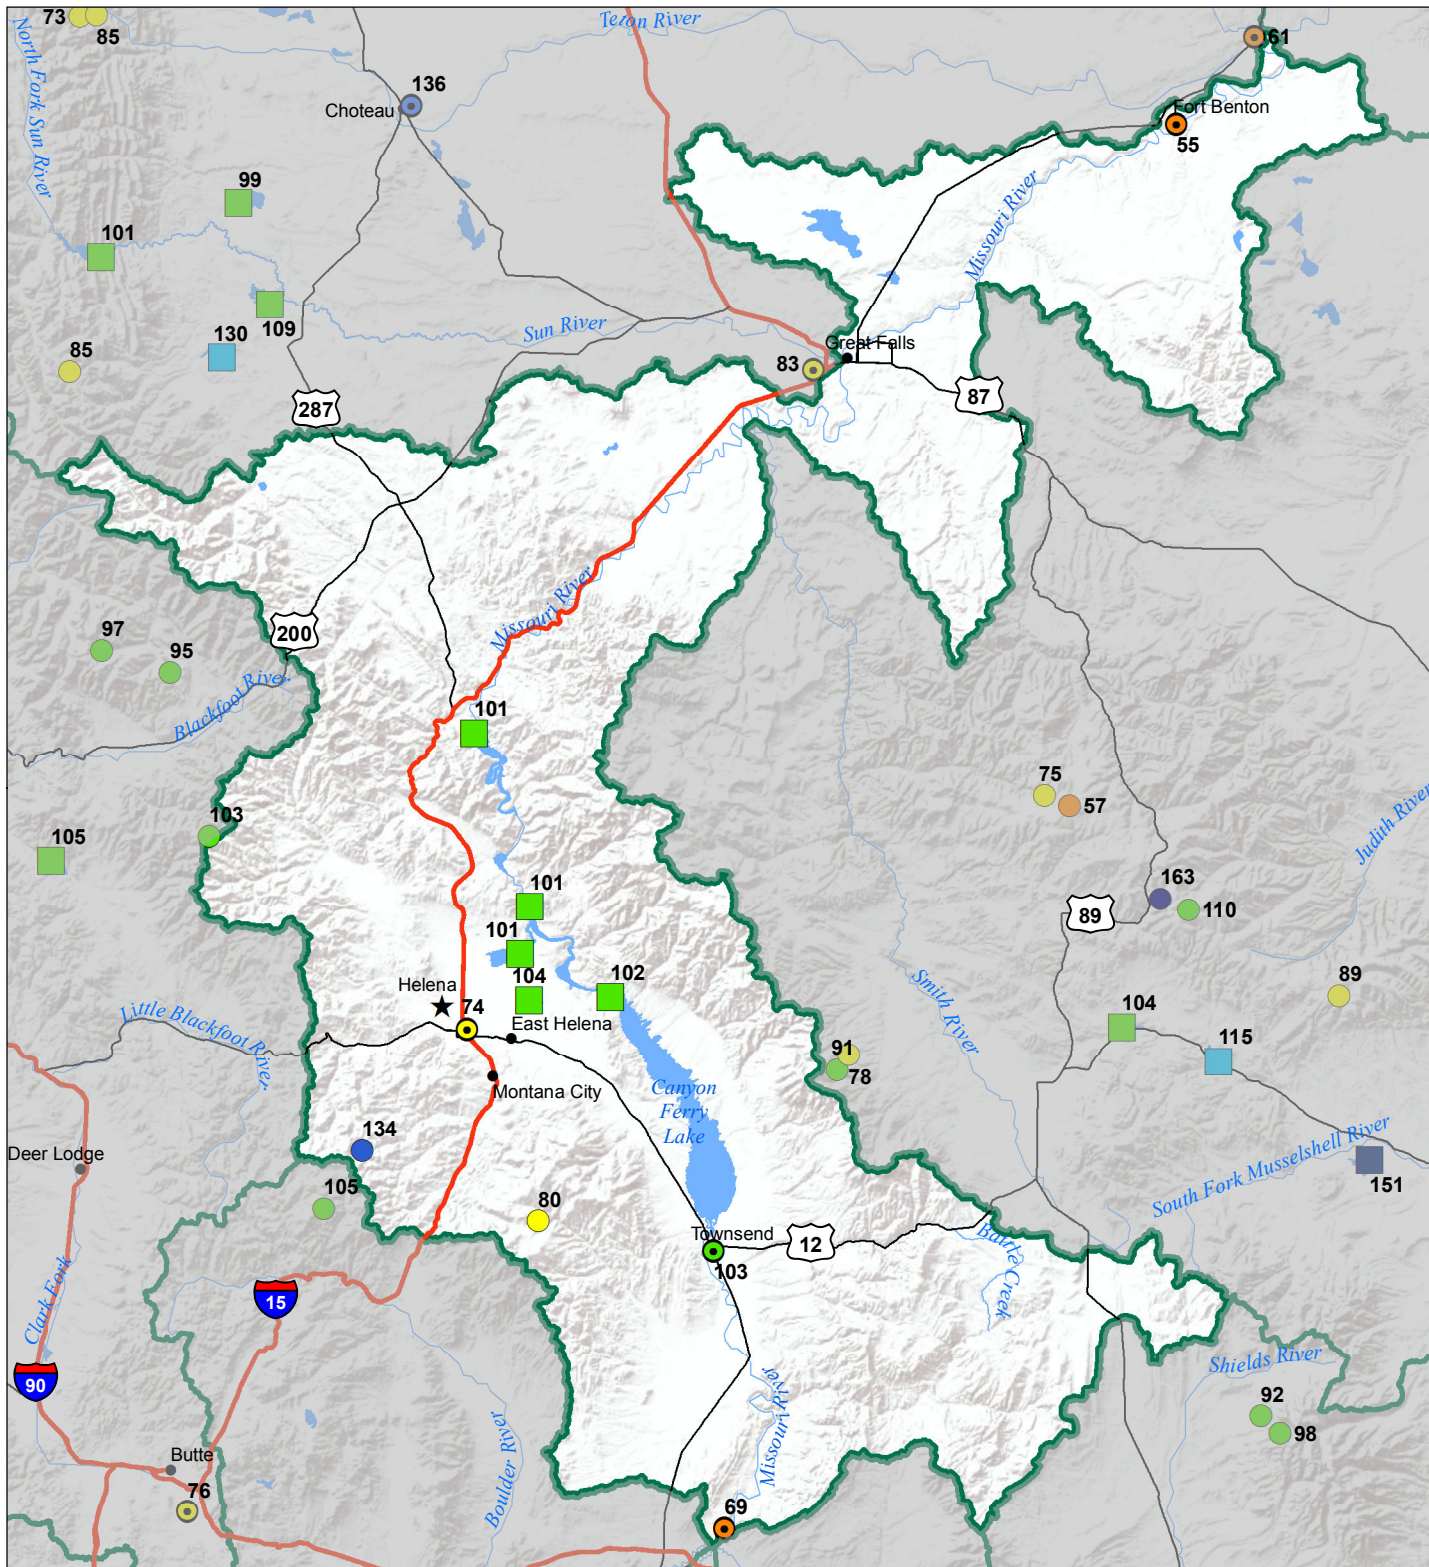 73
85
Teton River
61
North Fork Sun River
136
Choteau
Fort Benton
55
99
101
Missouri River
109
Sun River
130
85
83
Great Falls
287
87
200
Missouri River
97
95
Blackfoot River
101
75
57
103
105
Judith River
101
163
110
89
101
104
102
Helena
74
East Helena
Smith River
89
104
115
Little Blackfoot River
Montana City
Canyon
Ferry
Lake
91
78
134
Deer Lodge
South Fork Musselshell River
151
105
80
Townsend
12
103
Battle Creek
Clark Fork
15
90
Shields River
92
98
Missouri River
Boulder River
Butte
76
69